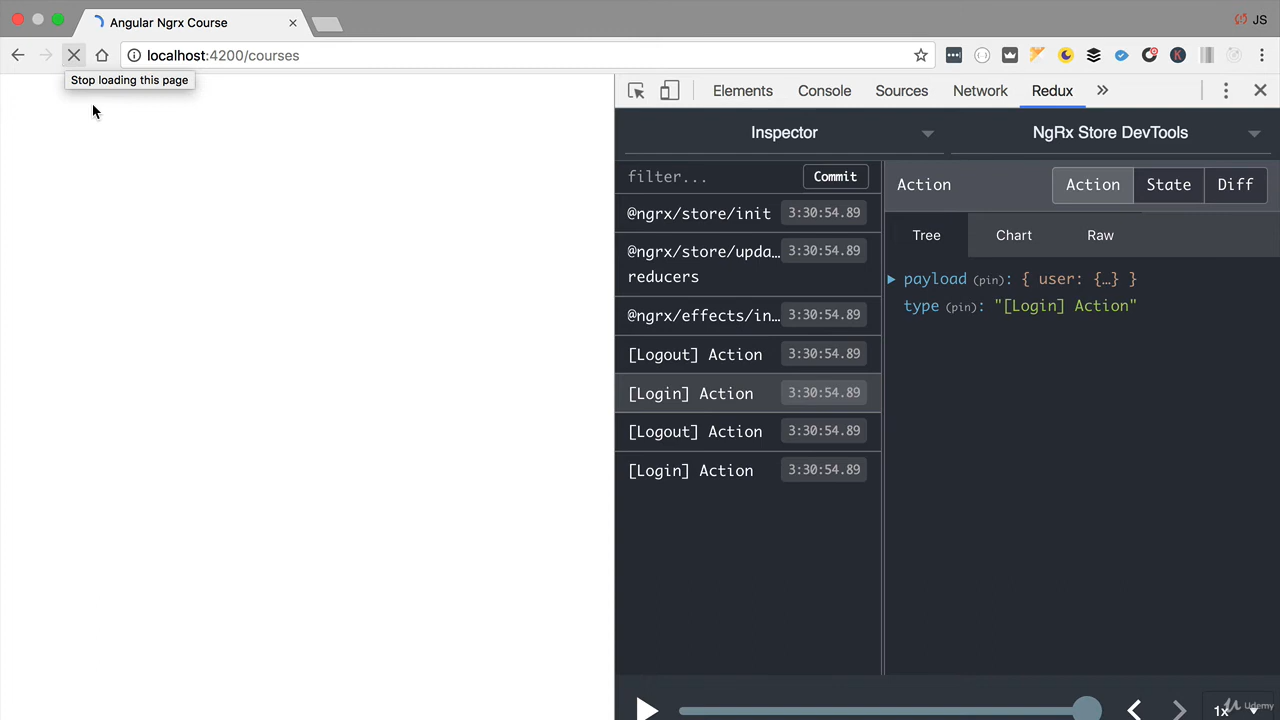 Angular Ngrx Course
JS
localhost:4200/courses
Stop loading this page
Elements Console Sources Network Redux
Inspector
NgRx Store DevTools
filter...
Commit
@ngrx/store/init 3:30:54.89
@ngrx/store/upda… 3:30:54.89
reducers
@ngrx/effects/in… 3:30:54.89
[Logout] Action 3:30:54.89
[Login] Action 3:30:54.89
[Logout] Action 3:30:54.89
[Login] Action 3:30:54.89
Action
Action State Diff
Tree Chart Raw
payload (pin): { user: {…} }
type (pin): "[Login] Action"
1x
Udemy